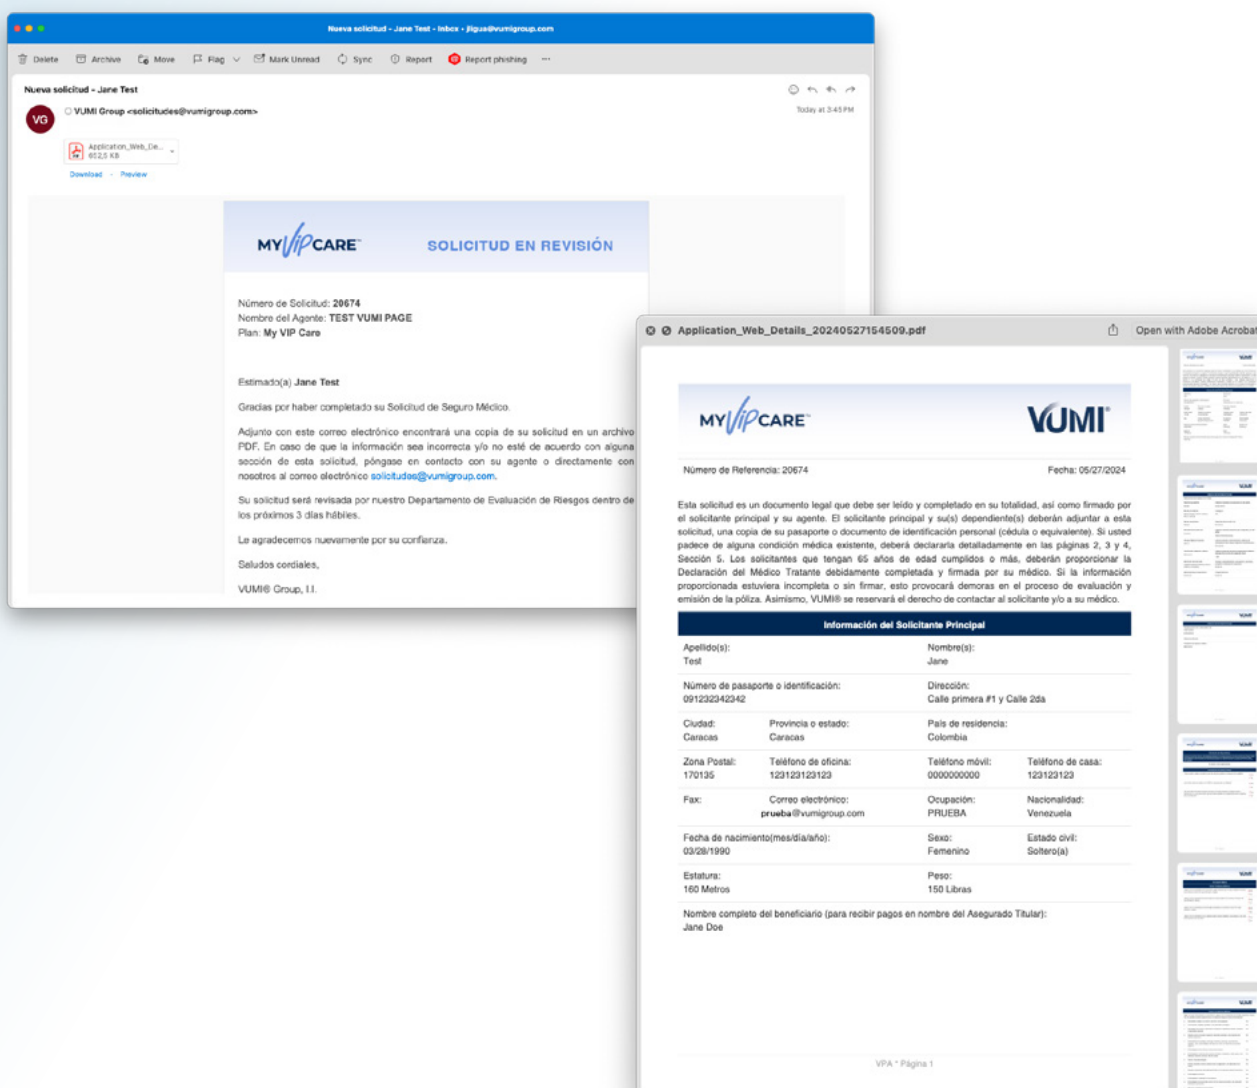 Nueva solicitud - Jane Test - Inbox • jligua@vumigroup.com
Delete Archive Move Flag Mark Unread Sync Report Report phishing ...
Nueva solicitud - Jane Test
VG
VUMI Group <solicitudes@vumigroup.com>
Today at 3:45 PM
Application_Web_De...
652,5 KB
Download - Preview
MY VIP CARE™
SOLICITUD EN REVISIÓN
Número de Solicitud: 20674
Nombre del Agente: TEST VUMI PAGE
Plan: My VIP Care
Estimado(a) Jane Test
Gracias por haber completado su Solicitud de Seguro Médico.
Adjunto con este correo electrónico encontrará una copia de su solicitud en un archivo
PDF. En caso de que la información sea incorrecta y/o no esté de acuerdo con alguna
sección de esta solicitud, póngase en contacto con su agente o directamente con
nosotros al correo electrónico solicitudes@vumigroup.com.
Su solicitud será revisada por nuestro Departamento de Evaluación de Riesgos dentro de
los próximos 3 días hábiles.
Le agradecemos nuevamente por su confianza.
Saludos cordiales,
VUMI® Group, I.I.
Application_Web_Details_20240527154509.pdf
Open with Adobe Acrobat
MY VIP CARE™
VUMI®
Número de Referencia: 20674
Fecha: 05/27/2024
Esta solicitud es un documento legal que debe ser leído y completado en su totalidad, así como firmado por
el solicitante principal y su agente. El solicitante principal y su(s) dependiente(s) deberán adjuntar a esta
solicitud, una copia de su pasaporte o documento de identificación personal (cédula o equivalente). Si usted
padece de alguna condición médica existente, deberá declararla detalladamente en las páginas 2, 3 y 4,
Sección 5. Los solicitantes que tengan 65 años de edad cumplidos o más, deberán proporcionar la
Declaración del Médico Tratante debidamente completada y firmada por su médico. Si la información
proporcionada estuviera incompleta o sin firmar, esto provocará demoras en el proceso de evaluación y
emisión de la póliza. Asimismo, VUMI® se reservará el derecho de contactar al solicitante y/o a su médico.
Información del Solicitante Principal
Apellido(s): Nombre(s):
Test Jane
Número de pasaporte o identificación: Dirección:
091232342342 Calle primera #1 y Calle 2da
Ciudad: Provincia o estado: País de residencia:
Caracas Caracas Colombia
Zona Postal: Teléfono de oficina: Teléfono móvil: Teléfono de casa:
170135 123123123123 0000000000 123123123
Fax: Correo electrónico: Ocupación: Nacionalidad:
prueba@vumigroup.com PRUEBA Venezuela
Fecha de nacimiento(mes/día/año): Sexo: Estado civil:
03/28/1990 Femenino Soltero(a)
Estatura: Peso:
160 Metros 150 Libras
Nombre completo del beneficiario (para recibir pagos en nombre del Asegurado Titular):
Jane Doe
VPA * Página 1